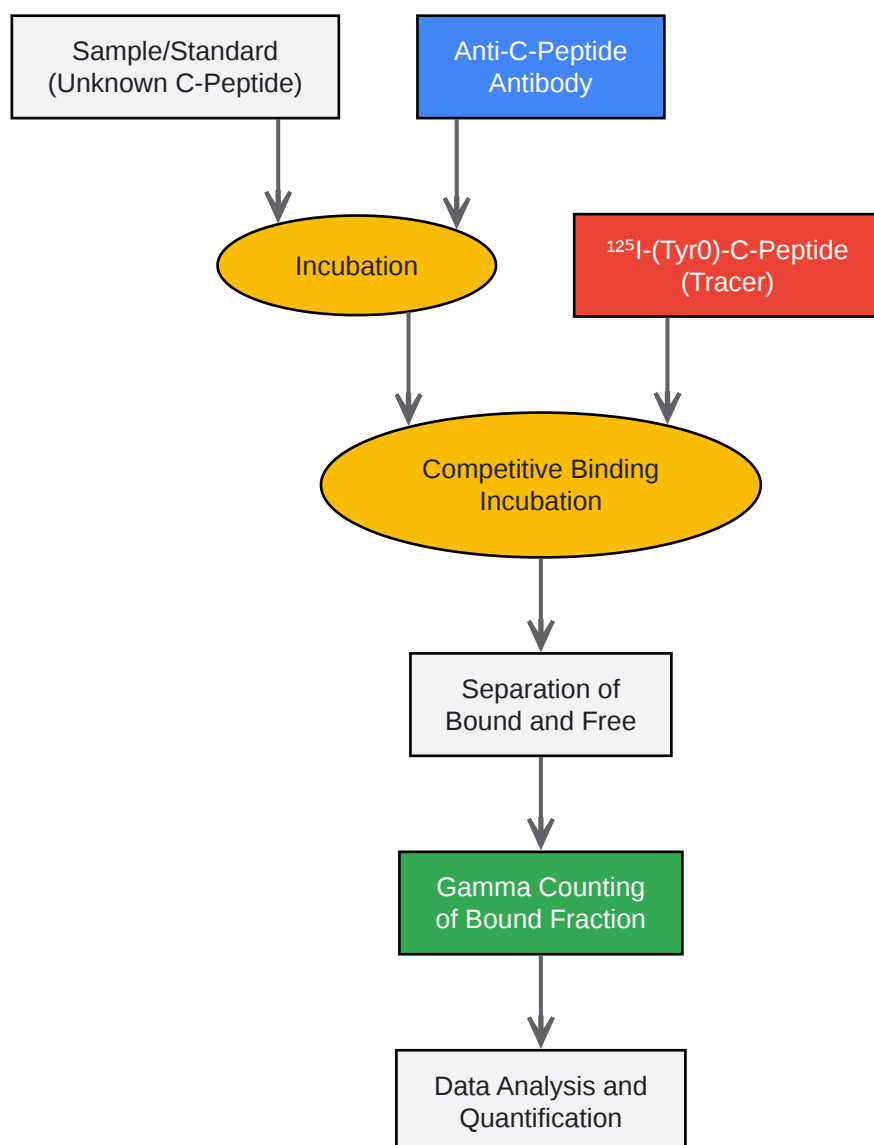 Sample/Standard
(Unknown C-Peptide)
Anti-C-Peptide
Antibody
Incubation
¹²⁵I-(Tyr0)-C-Peptide
(Tracer)
Competitive Binding
Incubation
Separation of
Bound and Free
Gamma Counting
of Bound Fraction
Data Analysis and
Quantification